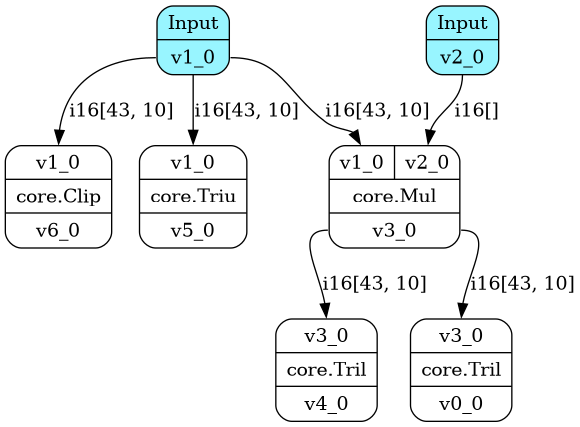 Input
v1_0
Input
v2_0
i16[43, 10]
i16[43, 10]
i16[43, 10]
i16[]
v1_0
core.Clip
v6_0
v1_0
core.Triu
v5_0
v1_0 v2_0
core.Mul
v3_0
i16[43, 10]
i16[43, 10]
v3_0
core.Tril
v4_0
v3_0
core.Tril
v0_0